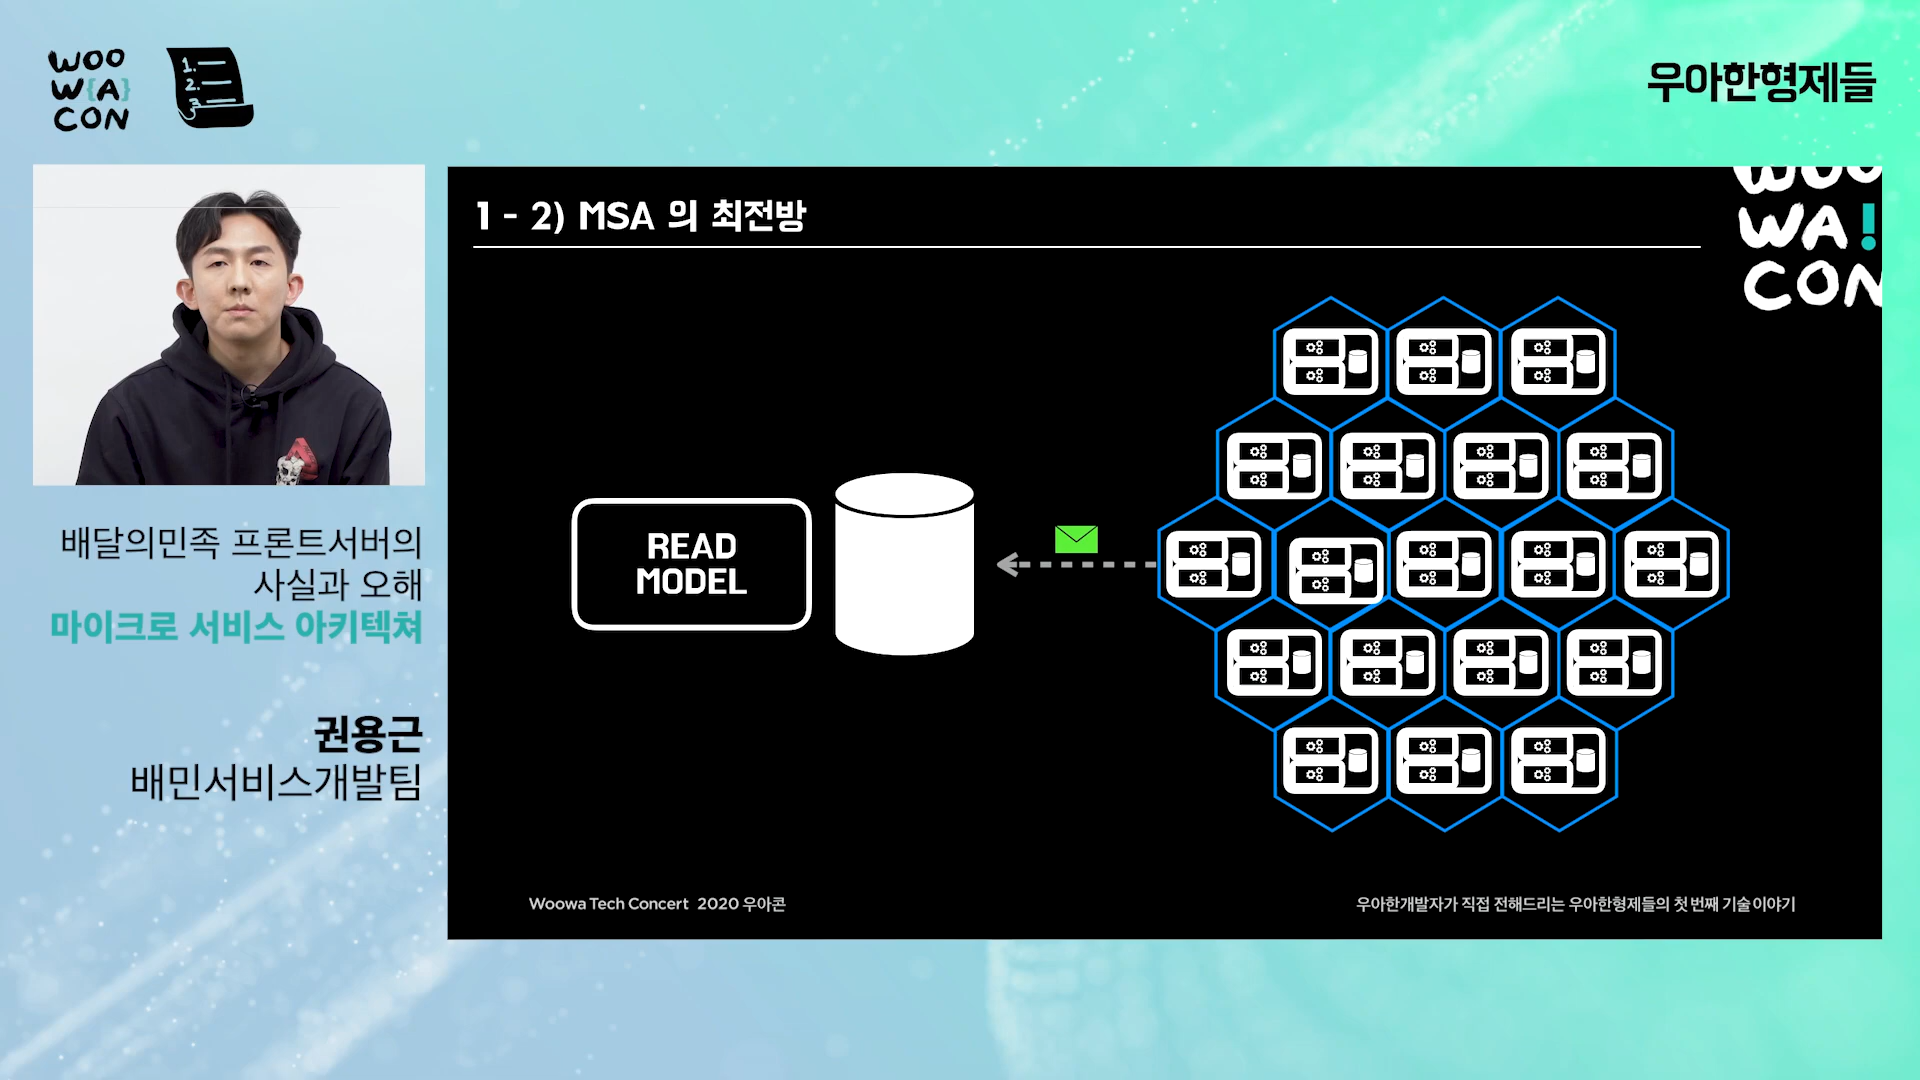 WOO
W{A}
CON
1.
2.
3.
우아한형제들
배달의민족 프론트서버의
사실과 오해
마이크로 서비스 아키텍쳐
권용근
배민서비스개발팀
1 - 2) MSA 의 최전방
WOO
WA!
CON
READ
MODEL
Woowa Tech Concert 2020 우아콘
우아한개발자가 직접 전해드리는 우아한형제들의 첫 번째 기술 이야기